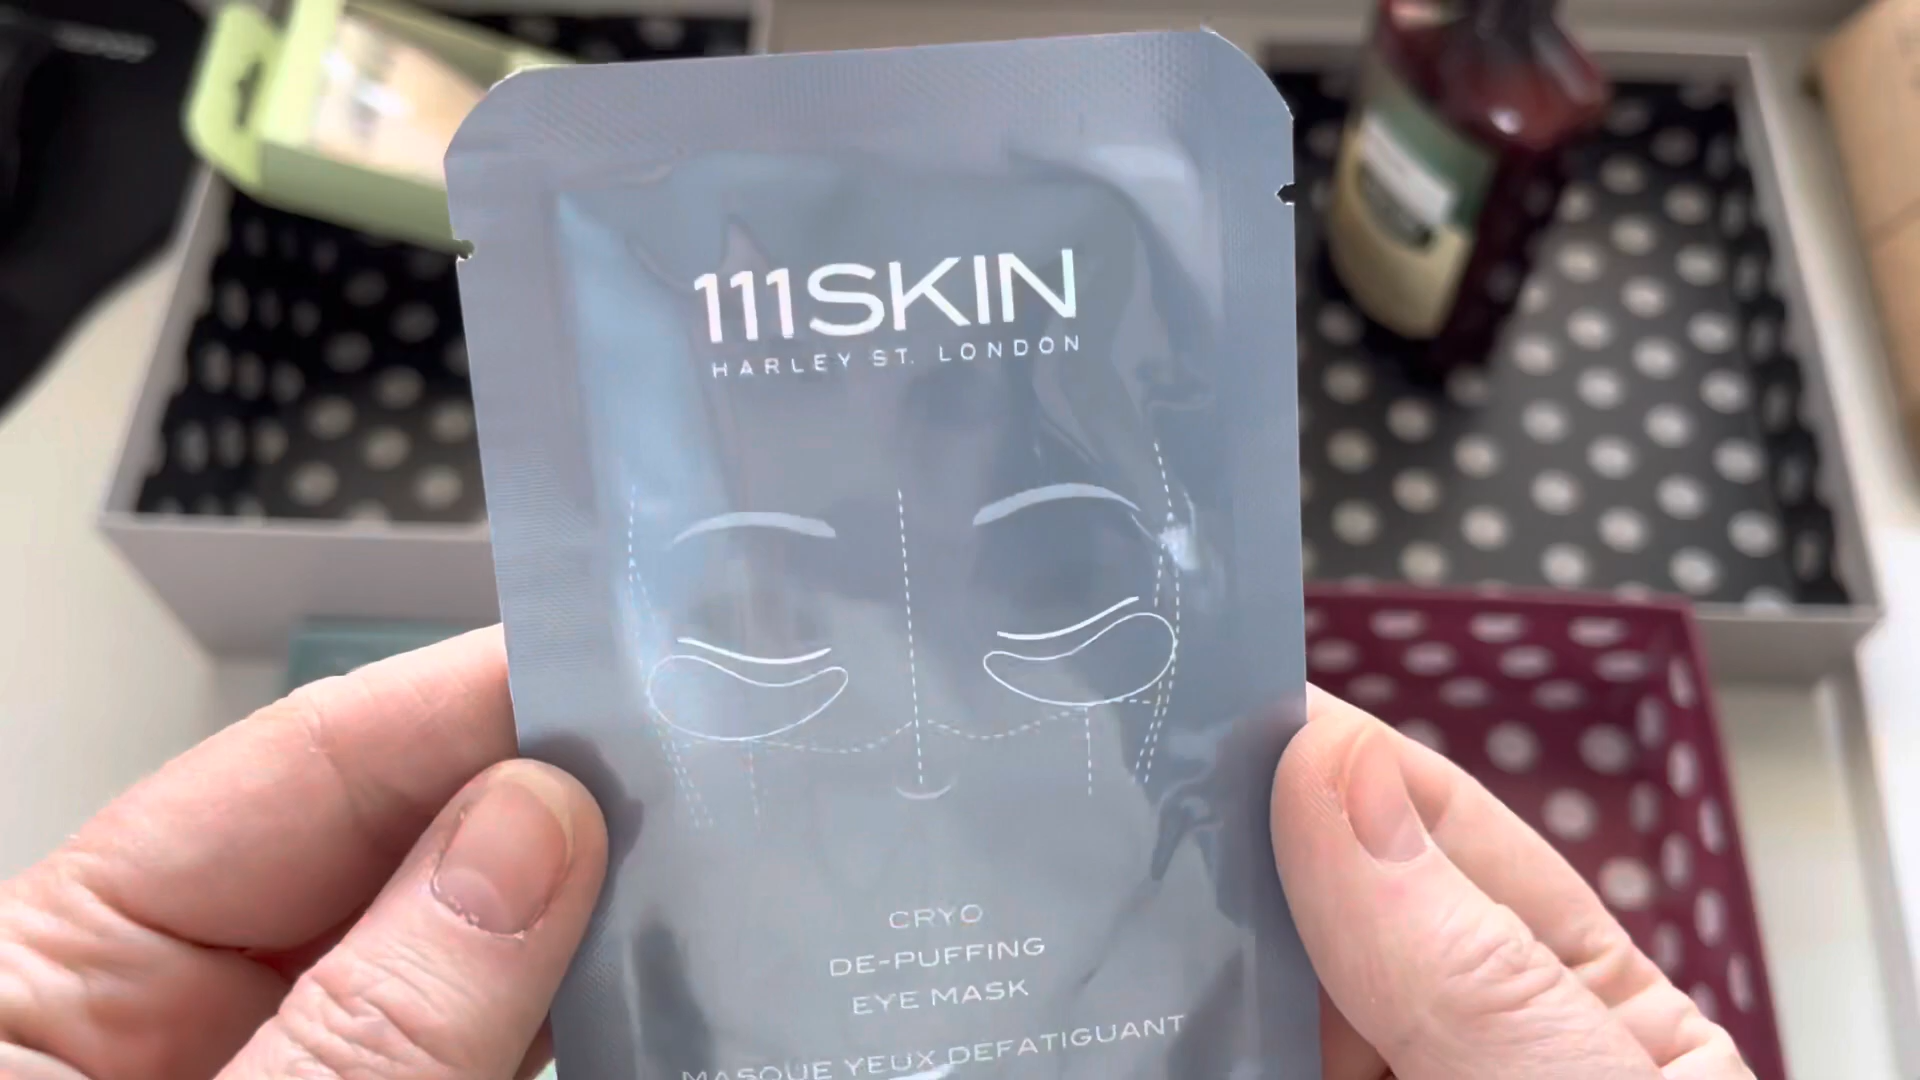 111SKIN
HARLEY ST. LONDON
CRYO
DE-PUFFING
EYE MASK
MASQUE YEUX DEFATIGUANT